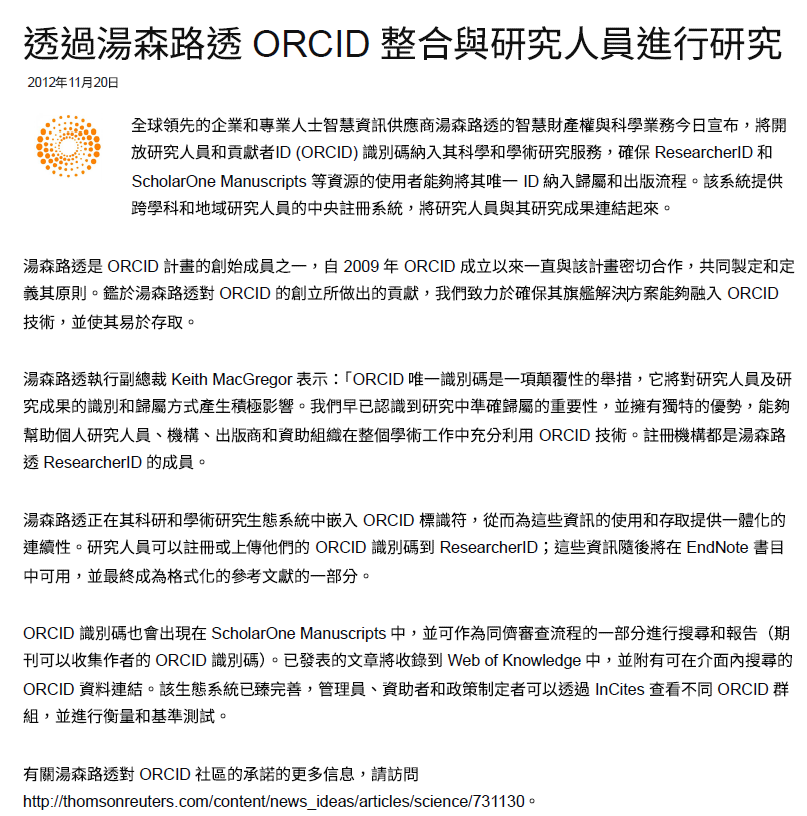 透過湯森路透 ORCID 整合與研究人員進行研究
2012年11月20日
全球領先的企業和專業人士智慧資訊供應商湯森路透的智慧財產權與科學業務今日宣布，將開
放研究人員和貢獻者ID (ORCID) 識別碼納入其科學和學術研究服務，確保 ResearcherID 和
ScholarOne Manuscripts 等資源的使用者能夠將其唯一 ID 納入歸屬和出版流程。該系統提供
跨學科和地域研究人員的中央註冊系統，將研究人員與其研究成果連結起來。
湯森路透是 ORCID 計畫的創始成員之一，自 2009 年 ORCID 成立以來一直與該計畫密切合作，共同製定和定
義其原則。鑑於湯森路透對 ORCID 的創立所做出的貢獻，我們致力於確保其旗艦解決方案能夠融入 ORCID
技術，並使其易於存取。
湯森路透執行副總裁 Keith MacGregor 表示：「ORCID 唯一識別碼是一項顛覆性的舉措，它將對研究人員及研
究成果的識別和歸屬方式產生積極影響。我們早已認識到研究中準確歸屬的重要性，並擁有獨特的優勢，能夠
幫助個人研究人員、機構、出版商和資助組織在整個學術工作中充分利用 ORCID 技術。註冊機構都是湯森路
透 ResearcherID 的成員。
湯森路透正在其科研和學術研究生態系統中嵌入 ORCID 標識符，從而為這些資訊的使用和存取提供一體化的
連續性。研究人員可以註冊或上傳他們的 ORCID 識別碼到 ResearcherID；這些資訊隨後將在 EndNote 書目
中可用，並最終成為格式化的參考文獻的一部分。
ORCID 識別碼也會出現在 ScholarOne Manuscripts 中，並可作為同儕審查流程的一部分進行搜尋和報告（期
刊可以收集作者的 ORCID 識別碼）。已發表的文章將收錄到 Web of Knowledge 中，並附有可在介面內搜尋的
ORCID 資料連結。該生態系統已臻完善，管理員、資助者和政策制定者可以透過 InCites 查看不同 ORCID 群
組，並進行衡量和基準測試。
有關湯森路透對 ORCID 社區的承諾的更多信息，請訪問
http://thomsonreuters.com/content/news_ideas/articles/science/731130。